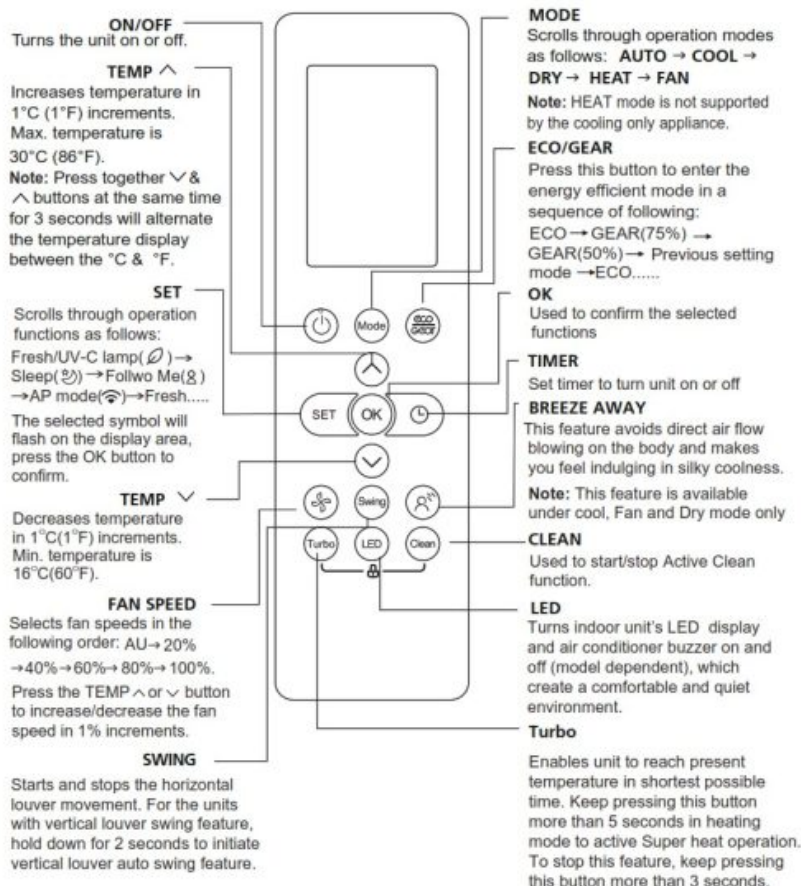 ON/OFF
Turns the unit on or off.
TEMP ︿
Increases temperature in
1°C (1°F) increments.
Max. temperature is
30°C (86°F).
Note: Press together ﹀ &
︿ buttons at the same time
for 3 seconds will alternate
the temperature display
between the °C & °F.
SET
Scrolls through operation
functions as follows:
Fresh/UV-C lamp( ) →
Sleep( ) → Follwo Me( )
→AP mode( )→Fresh.....
The selected symbol will
flash on the display area,
press the OK button to
confirm.
TEMP ﹀
Decreases temperature
in 1°C(1°F) increments.
Min. temperature is
16°C(60°F).
FAN SPEED
Selects fan speeds in the
following order: AU→ 20%
→40%→60%→80%→100%.
Press the TEMP ︿ or ﹀ button
to increase/decrease the fan
speed in 1% increments.
SWING
Starts and stops the horizontal
louver movement. For the units
with vertical louver swing feature,
hold down for 2 seconds to initiate
vertical louver auto swing feature.
Mode
eco
gear
SET
OK
Swing
Turbo
LED
Clean
MODE
Scrolls through operation modes
as follows: AUTO → COOL →
DRY → HEAT → FAN
Note: HEAT mode is not supported
by the cooling only appliance.
ECO/GEAR
Press this button to enter the
energy efficient mode in a
sequence of following:
ECO → GEAR(75%) →
GEAR(50%) → Previous setting
mode →ECO......
OK
Used to confirm the selected
functions
TIMER
Set timer to turn unit on or off
BREEZE AWAY
This feature avoids direct air flow
blowing on the body and makes
you feel indulging in silky coolness.
Note: This feature is available
under cool, Fan and Dry mode only
CLEAN
Used to start/stop Active Clean
function.
LED
Turns indoor unit's LED display
and air conditioner buzzer on and
off (model dependent), which
create a comfortable and quiet
environment.
Turbo
Enables unit to reach present
temperature in shortest possible
time. Keep pressing this button
more than 5 seconds in heating
mode to active Super heat operation.
To stop this feature, keep pressing
this button more than 3 seconds.